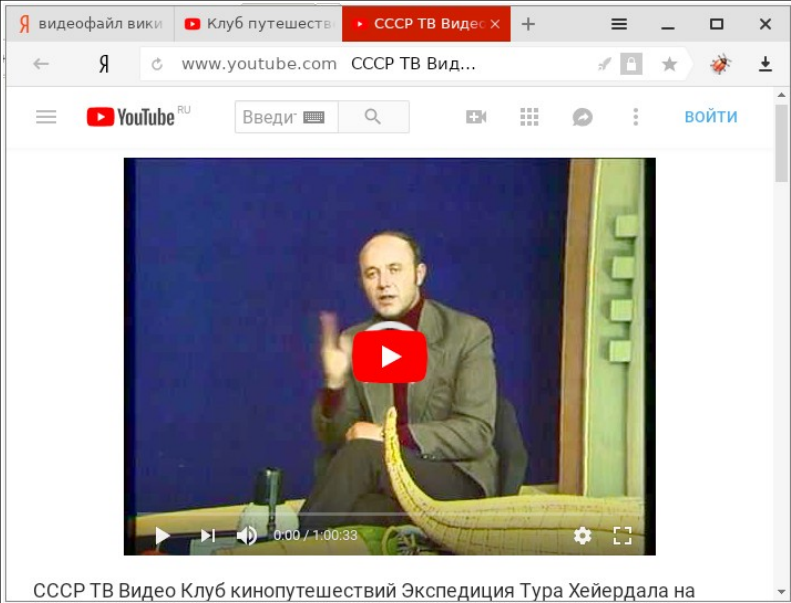 Я видеофайл вики
Клуб путешеств
СССР ТВ Видео
Я www.youtube.com СССР ТВ Вид...
YouTube RU
Введи
ВОЙТИ
0:00 / 1:00:33
СССР ТВ Видео Клуб кинопутешествий Экспедиция Тура Хейердала на